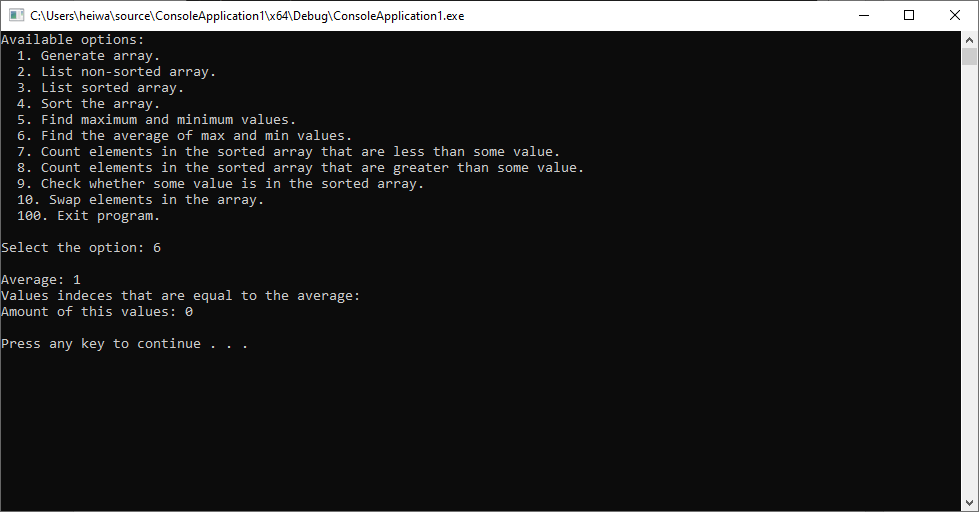 C:\Users\heiwa\source\ConsoleApplication1\x64\Debug\ConsoleApplication1.exe
Available options:
1. Generate array.
2. List non-sorted array.
3. List sorted array.
4. Sort the array.
5. Find maximum and minimum values.
6. Find the average of max and min values.
7. Count elements in the sorted array that are less than some value.
8. Count elements in the sorted array that are greater than some value.
9. Check whether some value is in the sorted array.
10. Swap elements in the array.
100. Exit program.
Select the option: 6
Average: 1
Values indeces that are equal to the average:
Amount of this values: 0
Press any key to continue . . .